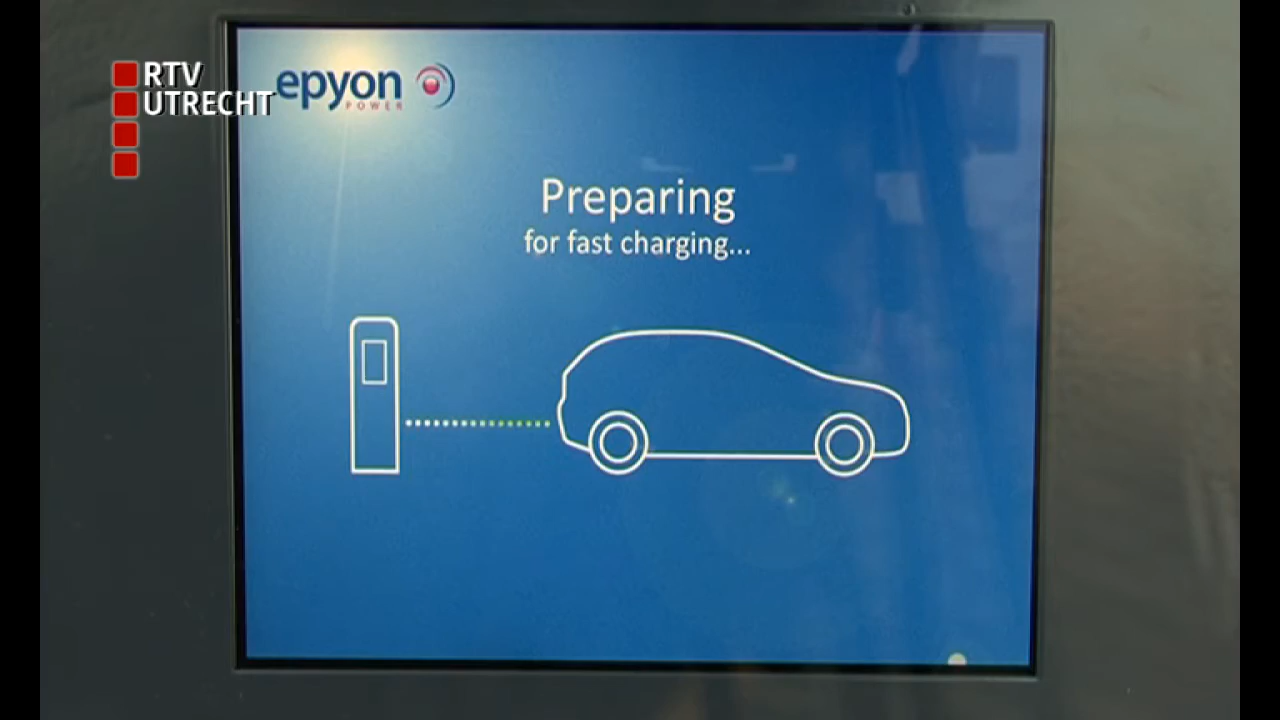 RTV
UTRECHT
epyon
POWER
Preparing
for fast charging...